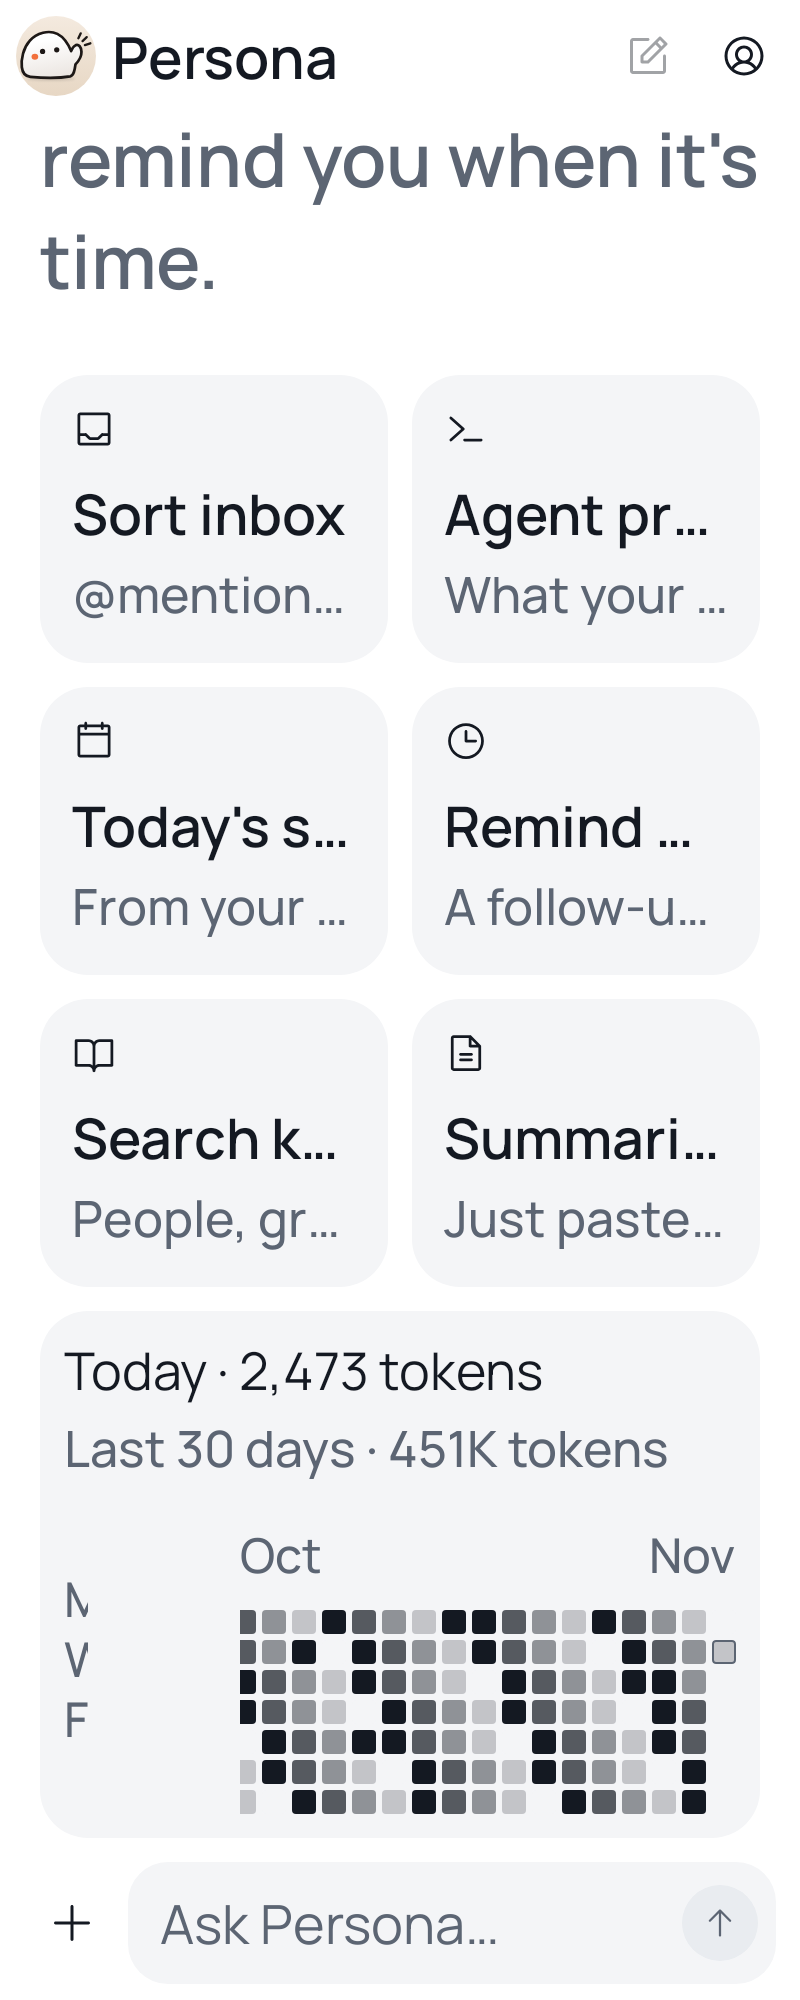 Persona
remind you when it's
time.
Sort inbox
@mention...
Agent pr...
What your ...
Today's s...
From your ...
Remind ...
A follow-u...
Search k...
People, gr...
Summari...
Just paste...
Today · 2,473 tokens
Last 30 days · 451K tokens
Oct Nov
M
W
F
Ask Persona...